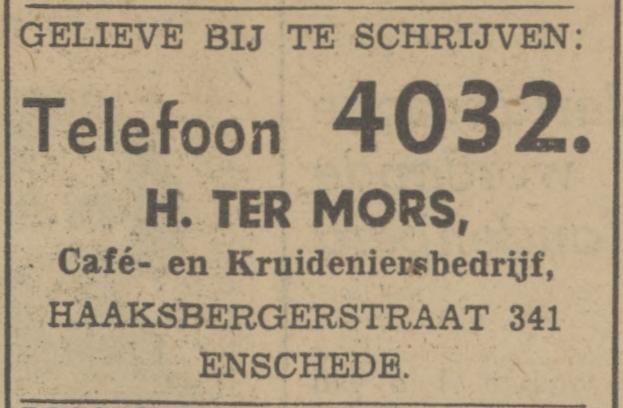 GELIEVE BIJ TE SCHRIJVEN:
Telefoon 4032.
H. TER MORS,
Café- en Kruideniersbedrijf,
HAAKSBERGERSTRAAT 341
ENSCHEDE.